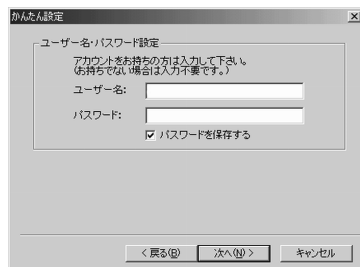 かんたん設定
ユーザー名・パスワード設定
アカウントをお持ちの方は入力して下さい。
(お持ちでない場合は入力不要です。)
ユーザー名:
パスワード:
パスワードを保存する
< 戻る(B)
次へ(N) >
キャンセル